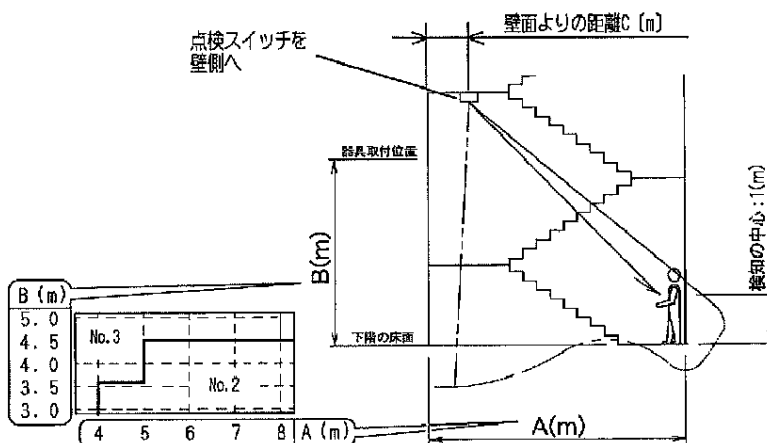 壁面よりの距離C〔m〕
点検スイッチを
壁側へ
器具取付位置
B(m)
検知の中心:1(m)
下階の床面
A(m)
B (m)
5. 0
4. 5
4. 0
3. 5
3. 0
No.3
No.2
4 5 6 7 8 A (m)